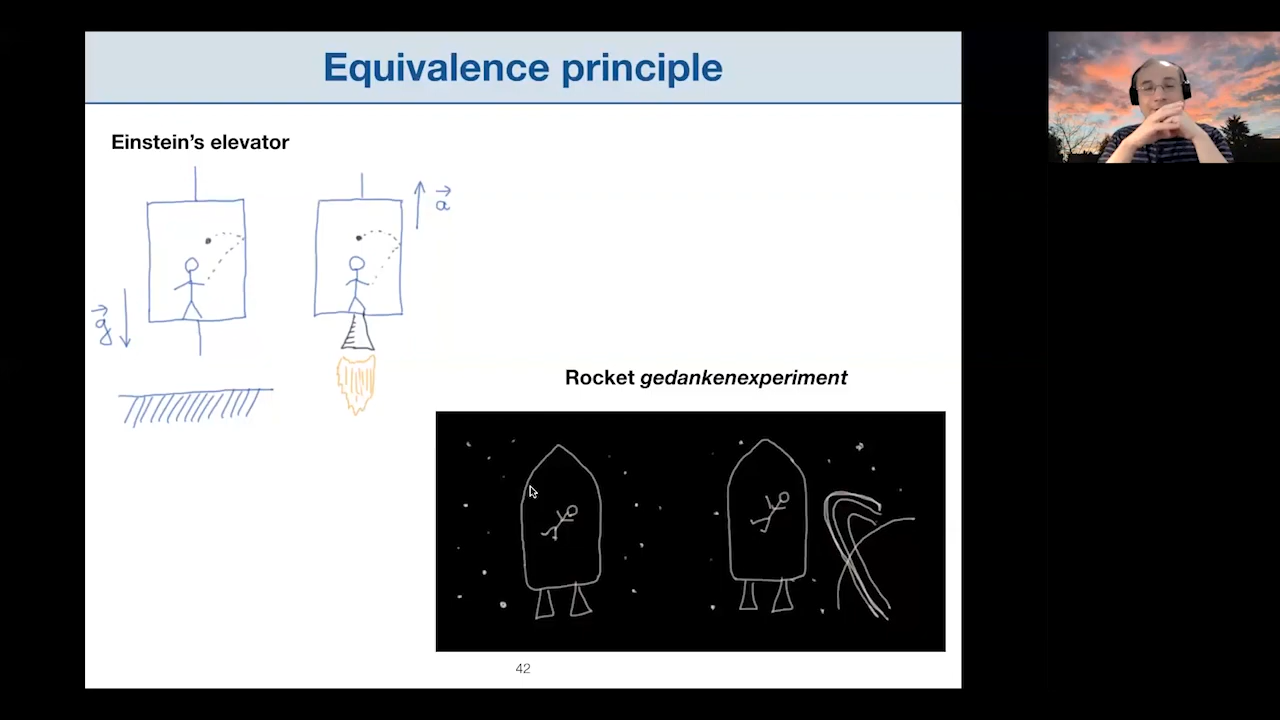 Equivalence principle
Einstein's elevator
a
g
Rocket gedankenexperiment
42